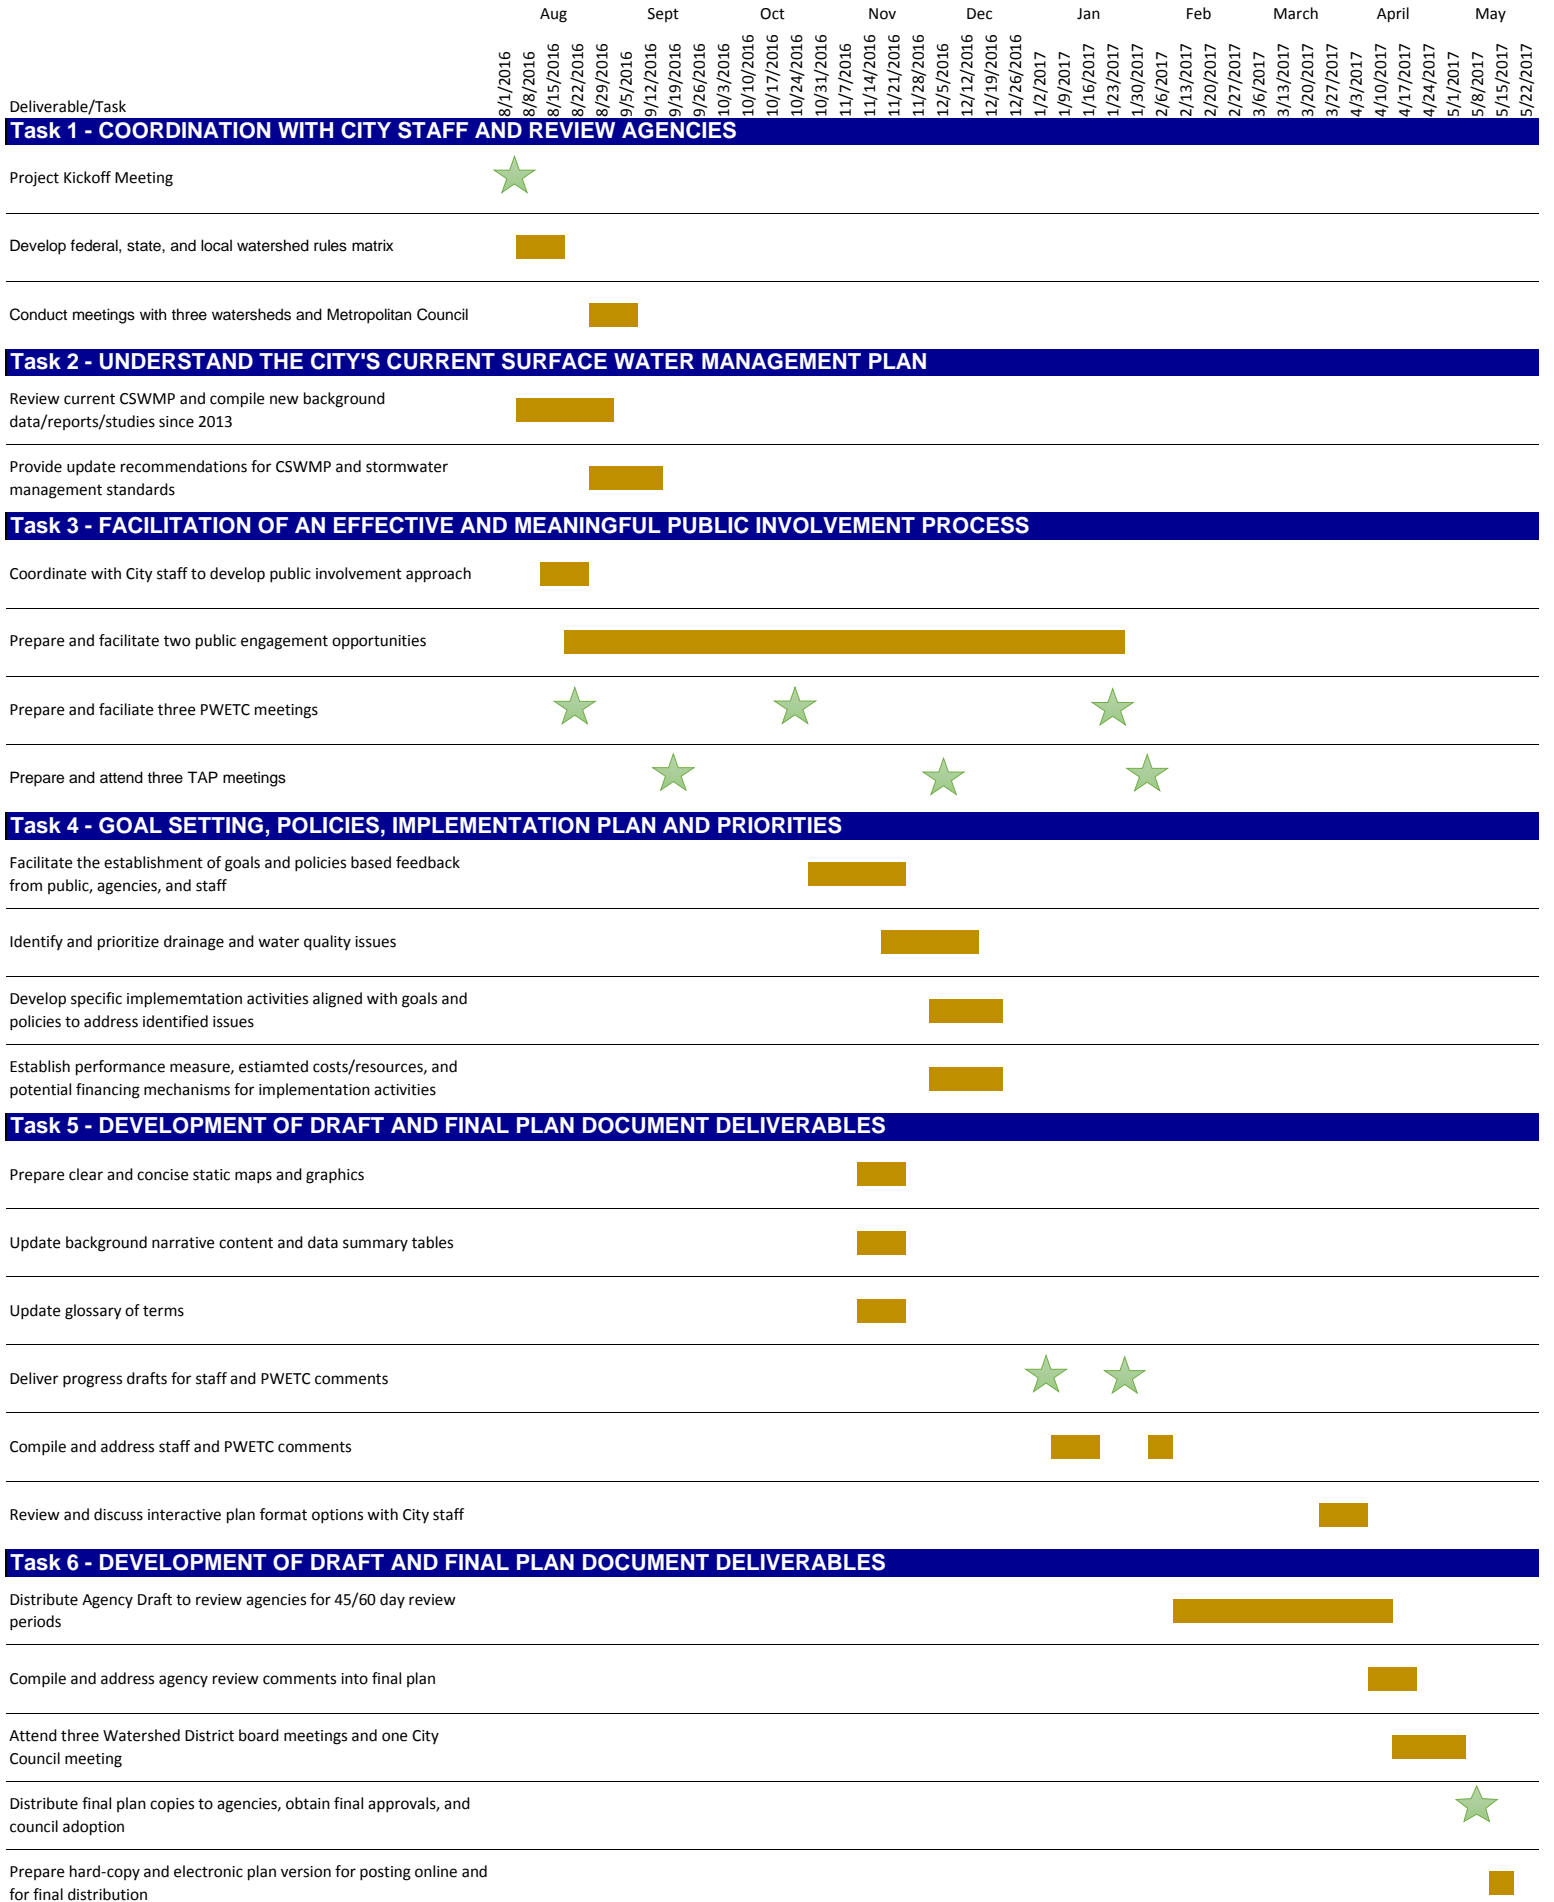 Aug Sept Oct Nov Dec Jan Feb March April May
Deliverable/Task 8/1/2016 8/8/2016 8/15/2016 8/22/2016 8/29/2016 9/5/2016 9/12/2016 9/19/2016 9/26/2016 10/3/2016 10/10/2016 10/17/2016 10/24/2016 10/31/2016 11/7/2016 11/14/2016 11/21/2016 11/28/2016 12/5/2016 12/12/2016 12/19/2016 12/26/2016 1/2/2017 1/9/2017 1/16/2017 1/23/2017 1/30/2017 2/6/2017 2/13/2017 2/20/2017 2/27/2017 3/6/2017 3/13/2017 3/20/2017 3/27/2017 4/3/2017 4/10/2017 4/17/2017 4/24/2017 5/1/2017 5/8/2017 5/15/2017 5/22/2017
Task 1 - COORDINATION WITH CITY STAFF AND REVIEW AGENCIES
Project Kickoff Meeting
Develop federal, state, and local watershed rules matrix
Conduct meetings with three watersheds and Metropolitan Council
Task 2 - UNDERSTAND THE CITY'S CURRENT SURFACE WATER MANAGEMENT PLAN
Review current CSWMP and compile new background
data/reports/studies since 2013
Provide update recommendations for CSWMP and stormwater
management standards
Task 3 - FACILITATION OF AN EFFECTIVE AND MEANINGFUL PUBLIC INVOLVEMENT PROCESS
Coordinate with City staff to develop public involvement approach
Prepare and facilitate two public engagement opportunities
Prepare and faciliate three PWETC meetings
Prepare and attend three TAP meetings
Task 4 - GOAL SETTING, POLICIES, IMPLEMENTATION PLAN AND PRIORITIES
Facilitate the establishment of goals and policies based feedback
from public, agencies, and staff
Identify and prioritize drainage and water quality issues
Develop specific implememtation activities aligned with goals and
policies to address identified issues
Establish performance measure, estiamted costs/resources, and
potential financing mechanisms for implementation activities
Task 5 - DEVELOPMENT OF DRAFT AND FINAL PLAN DOCUMENT DELIVERABLES
Prepare clear and concise static maps and graphics
Update background narrative content and data summary tables
Update glossary of terms
Deliver progress drafts for staff and PWETC comments
Compile and address staff and PWETC comments
Review and discuss interactive plan format options with City staff
Task 6 - DEVELOPMENT OF DRAFT AND FINAL PLAN DOCUMENT DELIVERABLES
Distribute Agency Draft to review agencies for 45/60 day review
periods
Compile and address agency review comments into final plan
Attend three Watershed District board meetings and one City
Council meeting
Distribute final plan copies to agencies, obtain final approvals, and
council adoption
Prepare hard-copy and electronic plan version for posting online and
for final distribution